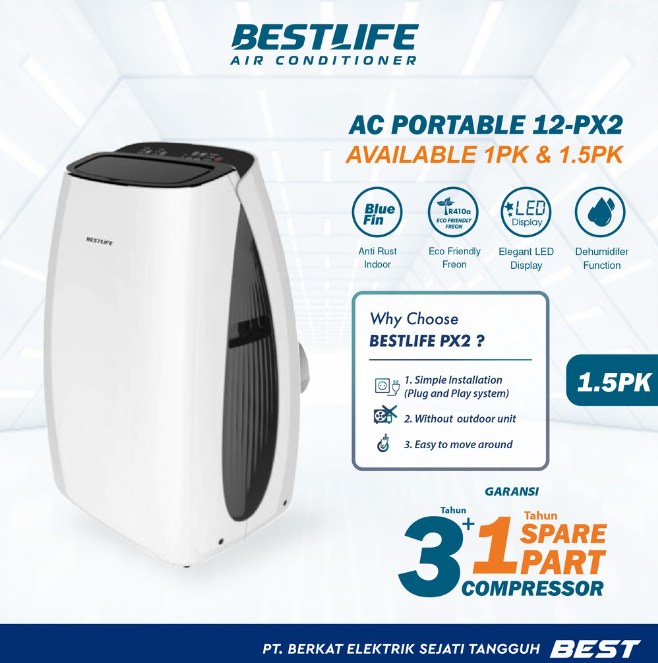 BESTLIFE
AIR CONDITIONER
AC PORTABLE 12-PX2
AVAILABLE 1PK & 1.5PK
BESTLIFE
Blue
Fin
Anti Rust
Indoor
R410a
ECO FRIENDLY
FREON
Eco Friendly
Freon
LED
Display
Elegant LED
Display
Dehumidifer
Function
Why Choose
BESTLIFE PX2 ?
1. Simple Installation
(Plug and Play system)
2. Without outdoor unit
3. Easy to move around
1.5PK
GARANSI
Tahun
3+
Tahun
1 SPARE
PART
COMPRESSOR
PT. BERKAT ELEKTRIK SEJATI TANGGUH BEST